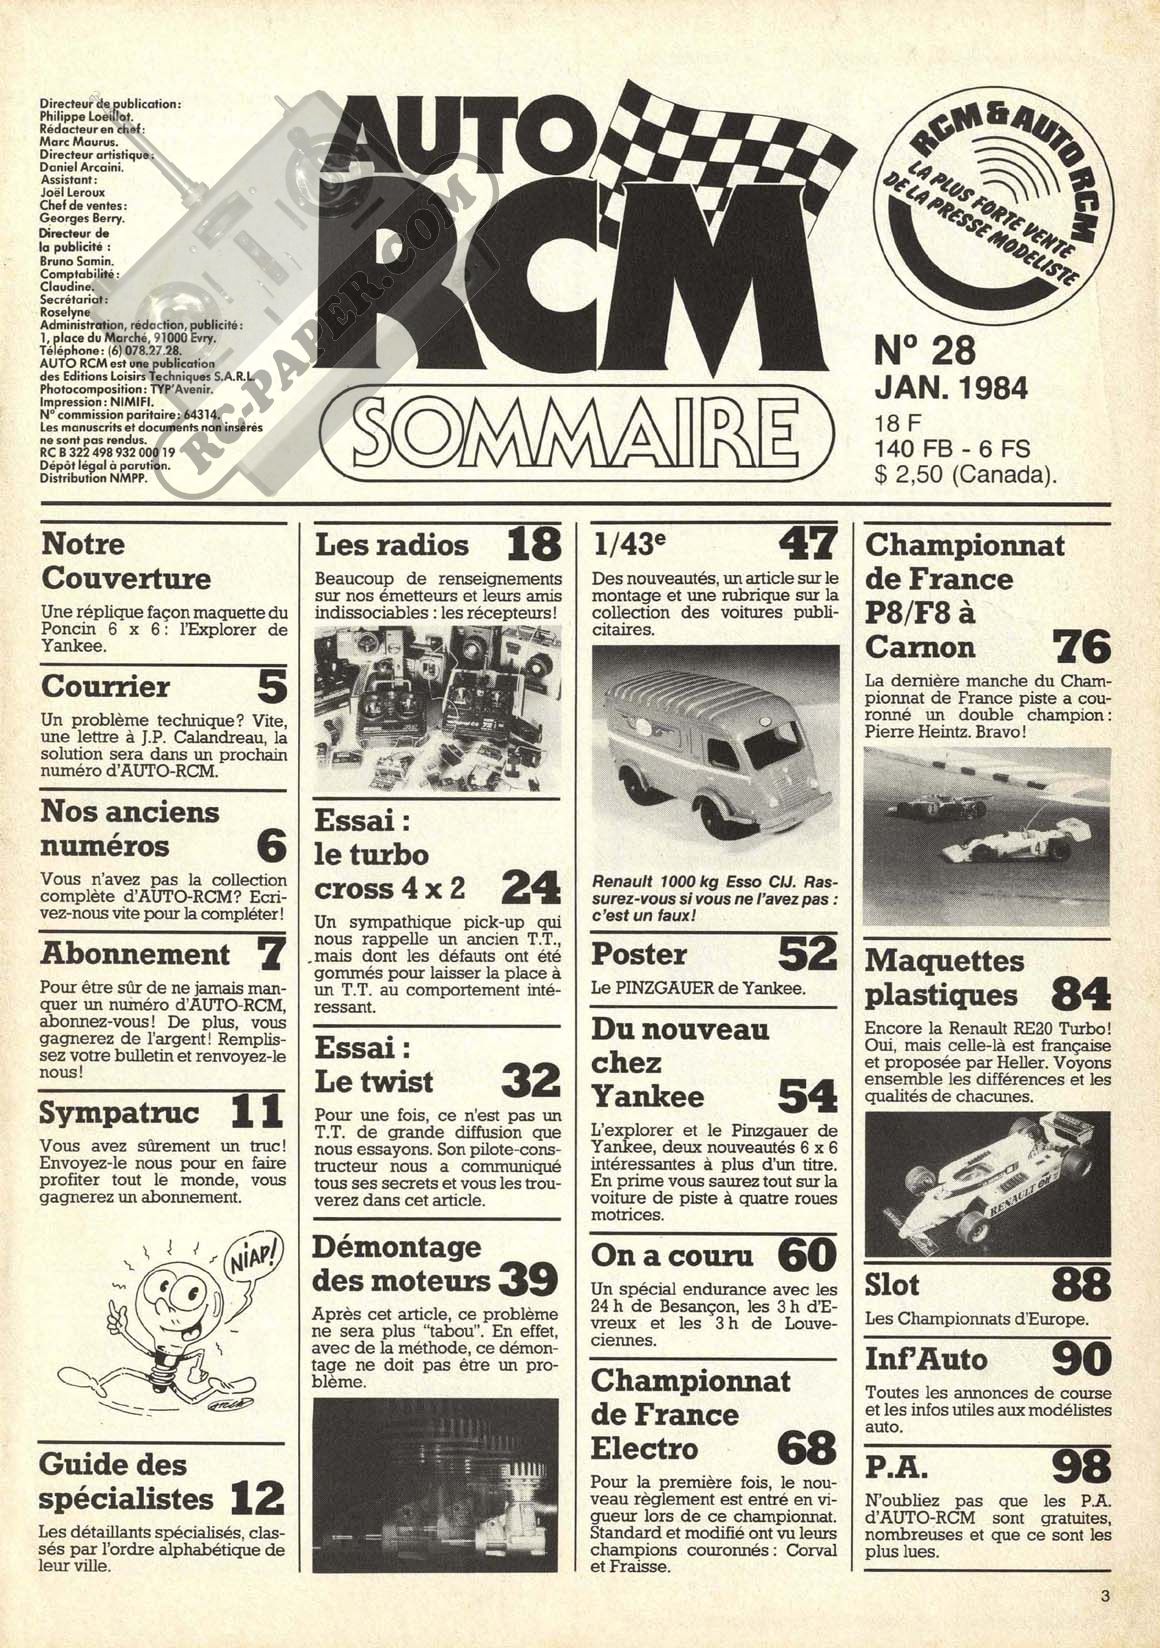 Directeur de publication:
Philippe Loeillot.
Rédacteur en chef:
Marc Maurus.
Directeur artistique:
Daniel Arcaini.
Assistant:
Joël Leroux
Chef de ventes:
Georges Berry.
Directeur de
la publicité :
Bruno Samin.
Comptabilité:
Claudine.
Secrétariat:
Roselyne
Administration, rédaction, publicité:
1, place du Marché, 91000 Evry.
Téléphone: (6) 078.27.28.
AUTO RCM est une publication
des Editions Loisirs Techniques S.A.R.L.
Photocomposition: TYP'Avenir.
Impression: NIMIFI.
N° commission paritaire: 64314.
Les manuscrits et documents non insérés
ne sont pas rendus.
RC B 322 498 932 000 19
Dépôt légal à parution.
Distribution NMPP.
RC-PAPER.COM
AUTO
RCM
SOMMAIRE
RCM & AUTO RCM
LA PLUS FORTE VENTE
DE LA PRESSE MODELISTE
N° 28
JAN. 1984
18 F
140 FB - 6 FS
$ 2,50 (Canada).
Notre
Couverture
Une réplique façon maquette du
Poncin 6 x 6: l'Explorer de
Yankee.
Courrier 5
Un problème technique? Vite,
une lettre à J.P. Calandreau, la
solution sera dans un prochain
numéro d'AUTO-RCM.
Nos anciens
numéros 6
Vous n'avez pas la collection
complète d'AUTO-RCM? Ecri-
vez-nous vite pour la compléter!
Abonnement 7
Pour être sûr de ne jamais man-
quer un numéro d'AUTO-RCM,
abonnez-vous! De plus, vous
gagnerez de l'argent! Remplis-
sez votre bulletin et renvoyez-le
nous!
Sympatruc 11
Vous avez sûrement un truc!
Envoyez-le nous pour en faire
profiter tout le monde, vous
gagnerez un abonnement.
NIAP!
Guide des
spécialistes 12
Les détaillants spécialisés, clas-
sés par l'ordre alphabétique de
leur ville.
Les radios 18
Beaucoup de renseignements
sur nos émetteurs et leurs amis
indissociables : les récepteurs!
Essai :
le turbo
cross 4 x 2 24
Un sympathique pick-up qui
nous rappelle un ancien T.T.,
mais dont les défauts ont été
gommés pour laisser la place à
un T.T. au comportement inté-
ressant.
Essai :
Le twist 32
Pour une fois, ce n'est pas un
T.T. de grande diffusion que
nous essayons. Son pilote-cons-
tructeur nous a communiqué
tous ses secrets et vous les trou-
verez dans cet article.
Démontage
des moteurs 39
Après cet article, ce problème
ne sera plus "tabou". En effet,
avec de la méthode, ce démon-
tage ne doit pas être un pro-
blème.
1/43e 47
Des nouveautés, un article sur le
montage et une rubrique sur la
collection des voitures publi-
citaires.
Renault 1000 kg Esso CIJ. Ras-
surez-vous si vous ne l'avez pas :
c'est un faux!
Poster 52
Le PINZGAUER de Yankee.
Du nouveau
chez
Yankee 54
L'explorer et le Pinzgauer de
Yankee, deux nouveautés 6 x 6
intéressantes à plus d'un titre.
En prime vous saurez tout sur la
voiture de piste à quatre roues
motrices.
On a couru 60
Un spécial endurance avec les
24 h de Besançon, les 3 h d'E-
vreux et les 3 h de Louve-
ciennes.
Championnat
de France
Electro 68
Pour la première fois, le nou-
veau règlement est entré en vi-
gueur lors de ce championnat.
Standard et modifié ont vu leurs
champions couronnés : Corval
et Fraisse.
Championnat
de France
P8/F8 à
Carnon 76
La dernière manche du Cham-
pionnat de France piste a cou-
ronné un double champion:
Pierre Heintz. Bravo!
4
Maquettes
plastiques 84
Encore la Renault RE20 Turbo!
Oui, mais celle-là est française
et proposée par Heller. Voyons
ensemble les différences et les
qualités de chacunes.
RENAULT elf
Slot 88
Les Championnats d'Europe.
Inf'Auto 90
Toutes les annonces de course
et les infos utiles aux modélistes
auto.
P.A. 98
N'oubliez pas que les P.A.
d'AUTO-RCM sont gratuites,
nombreuses et que ce sont les
plus lues.
3